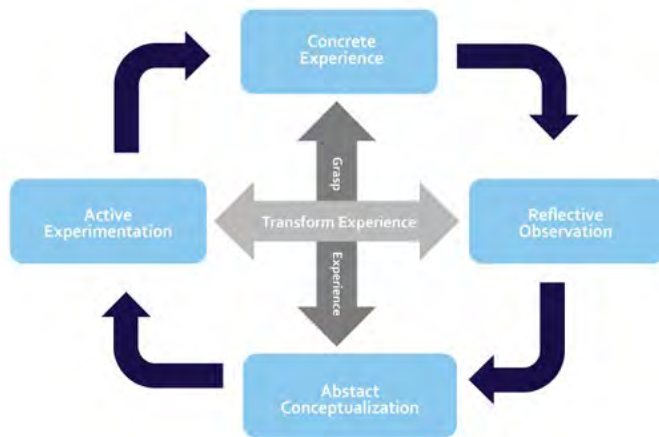 Concrete
Experience
Grasp
Active
Experimentation
Transform Experience
Reflective
Observation
Experience
Abstact
Conceptualization